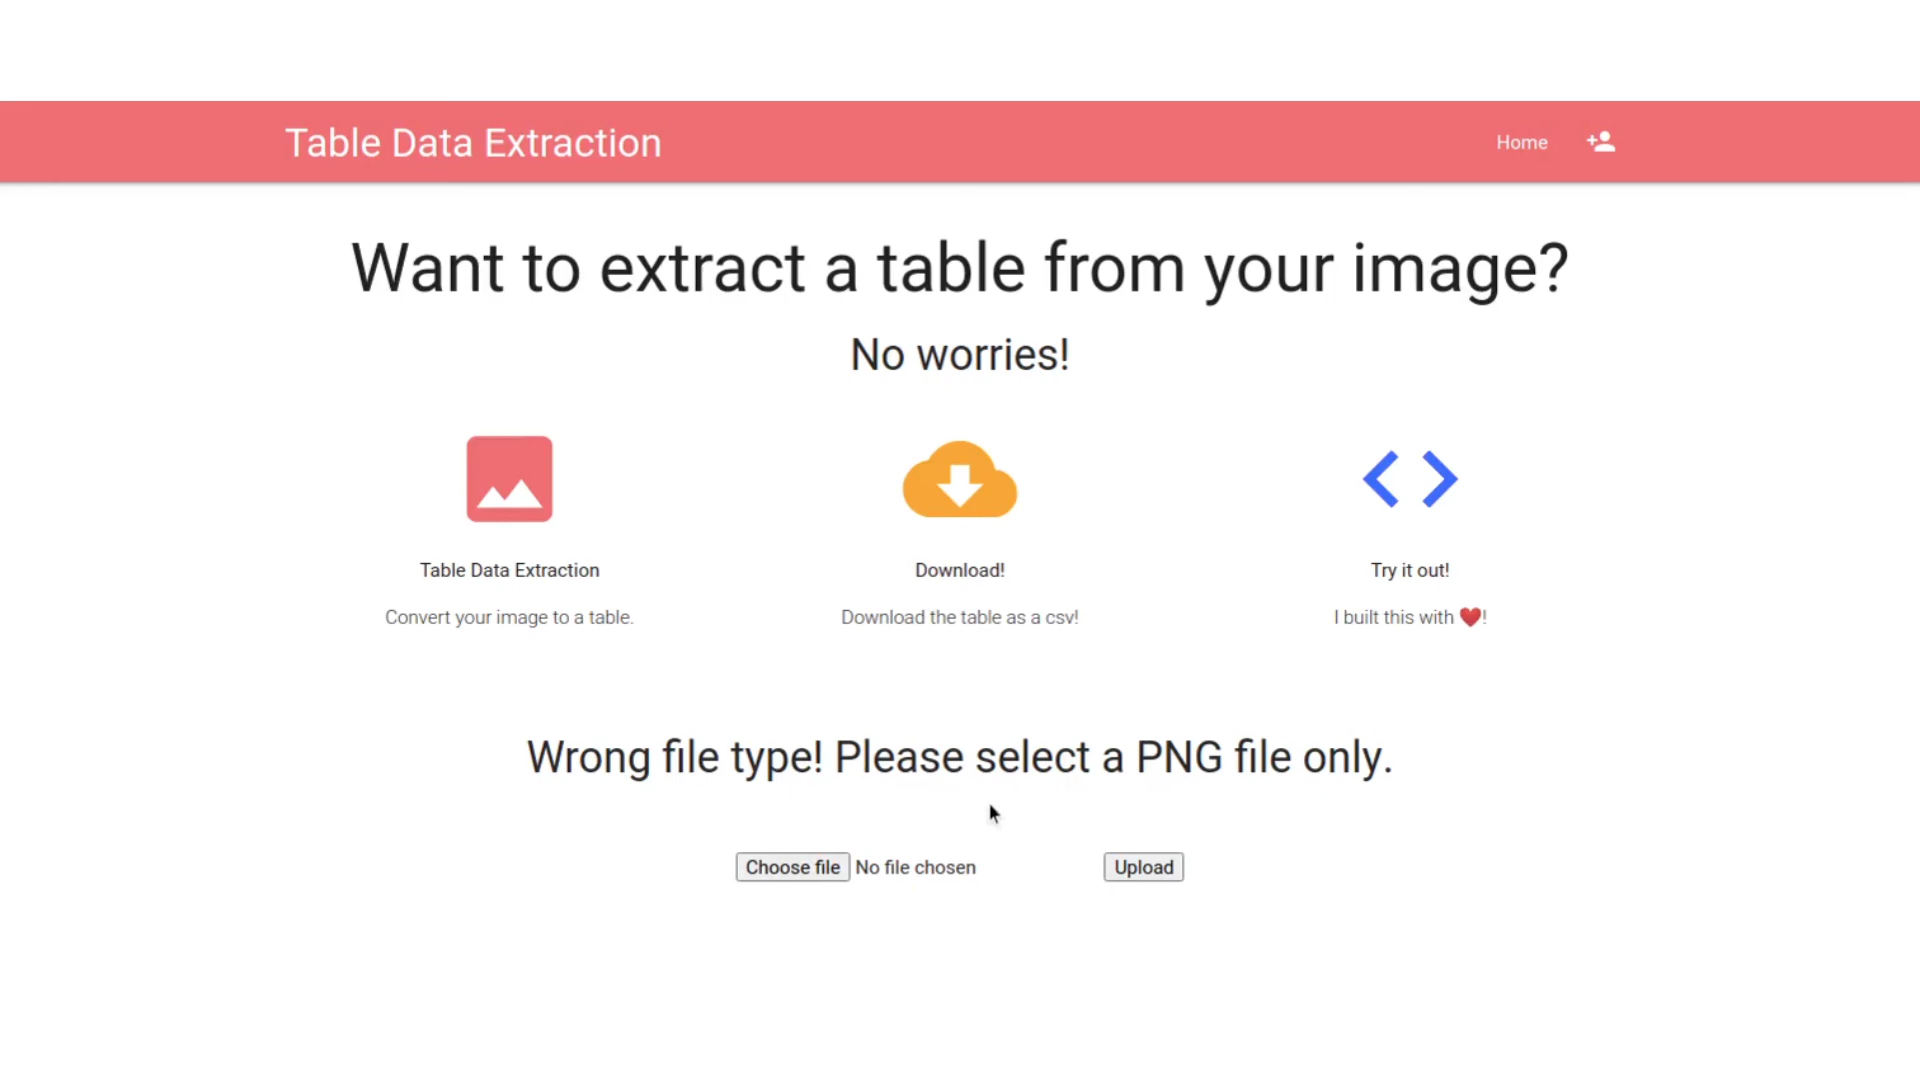 Table Data Extraction
Home
Want to extract a table from your image?
No worries!
Table Data Extraction
Download!
Try it out!
Convert your image to a table.
Download the table as a csv!
I built this with ❤️!
Wrong file type! Please select a PNG file only.
Choose file No file chosen
Upload